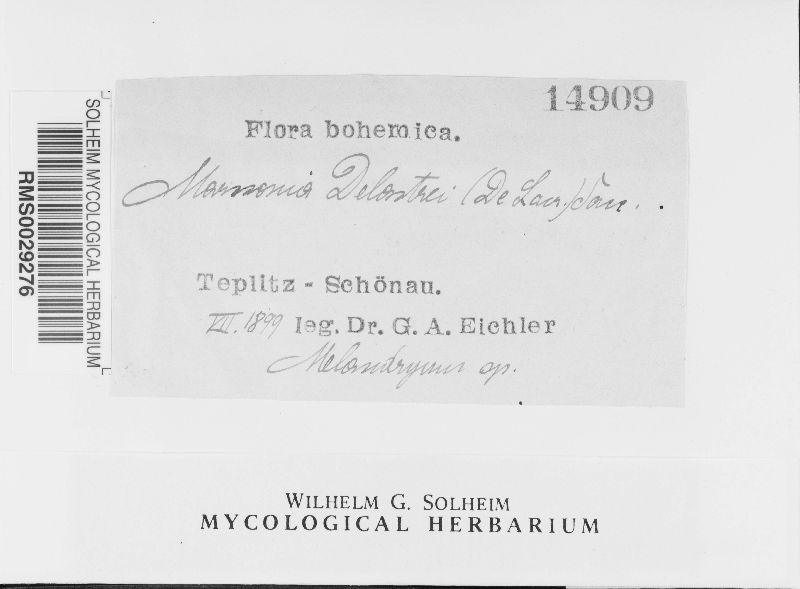 14909
Flora bohemica.
Marssonia Delastrei (De Lacr.) Sacc.
Teplitz - Schönau.
VII. 1899 leg. Dr. G. A. Eichler
Melandryum sp.
SOLHEIM MYCOLOGICAL HERBARIUM
RMS0029276
WILHELM G. SOLHEIM
MYCOLOGICAL HERBARIUM